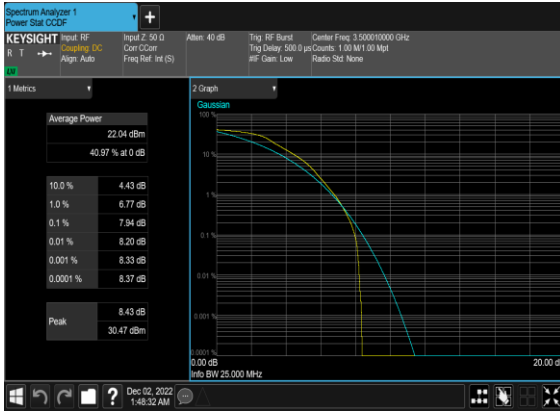 Spectrum Analyzer 1
Power Stat CCDF
+
KEYSIGHT
R T
Input: RF
Coupling: DC
Align: Auto
Input Z: 50 Ω
Corr CCorr
Freq Ref: Int (S)
Atten: 40 dB
Trig: RF Burst
Trig Delay: 500.0 µs
#IF Gain: Low
Center Freq: 3.500010000 GHz
Counts: 1.00 M/1.00 Mpt
Radio Std: None
1 Metrics
Average Power
22.04 dBm
40.97 % at 0 dB
10.0 % 4.43 dB
1.0 % 6.77 dB
0.1 % 7.94 dB
0.01 % 8.20 dB
0.001 % 8.33 dB
0.0001 % 8.37 dB
Peak
8.43 dB
30.47 dBm
2 Graph
Gaussian
100 %
10 %
1 %
0.1 %
0.01 %
0.001 %
0.0001 %
0.00 dB
20.00 d
Info BW 25.000 MHz
?
Dec 02, 2022
1:48:32 AM